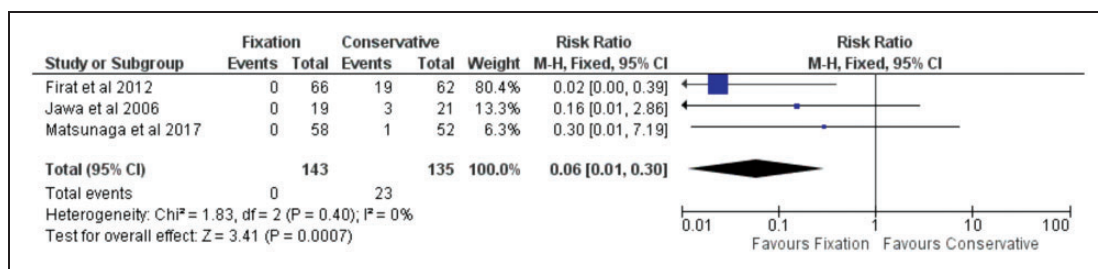 Fixation Conservative Risk Ratio Risk Ratio
Study or Subgroup Events Total Events Total Weight M-H, Fixed, 95% CI M-H, Fixed, 95% CI
Firat et al 2012 0 66 19 62 80.4% 0.02 [0.00, 0.39]
Jawa et al 2006 0 19 3 21 13.3% 0.16 [0.01, 2.86]
Matsunaga et al 2017 0 58 1 52 6.3% 0.30 [0.01, 7.19]
Total (95% CI) 143 135 100.0% 0.06 [0.01, 0.30]
Total events 0 23
Heterogeneity: Chi² = 1.83, df = 2 (P = 0.40); I² = 0%
Test for overall effect: Z = 3.41 (P = 0.0007)
0.01 0.1 1 10 100
Favours Fixation Favours Conservative